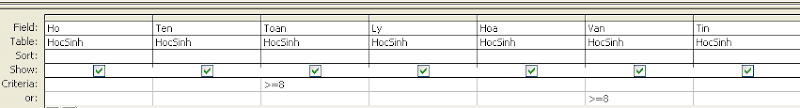 Field: Ho Ten Toan Ly Hoa Van Tin
Table: HocSinh HocSinh HocSinh HocSinh HocSinh HocSinh HocSinh
Sort:
Show:
Criteria: >=8
or: >=8